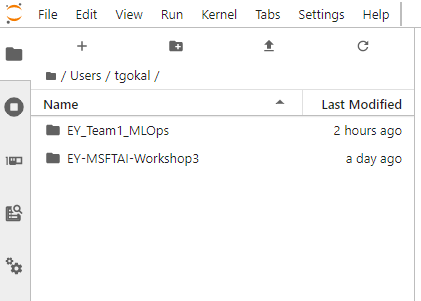 File Edit View Run Kernel Tabs Settings Help
/ Users / tgokal /
Name Last Modified
EY_Team1_MLOps 2 hours ago
EY-MSFTAI-Workshop3 a day ago